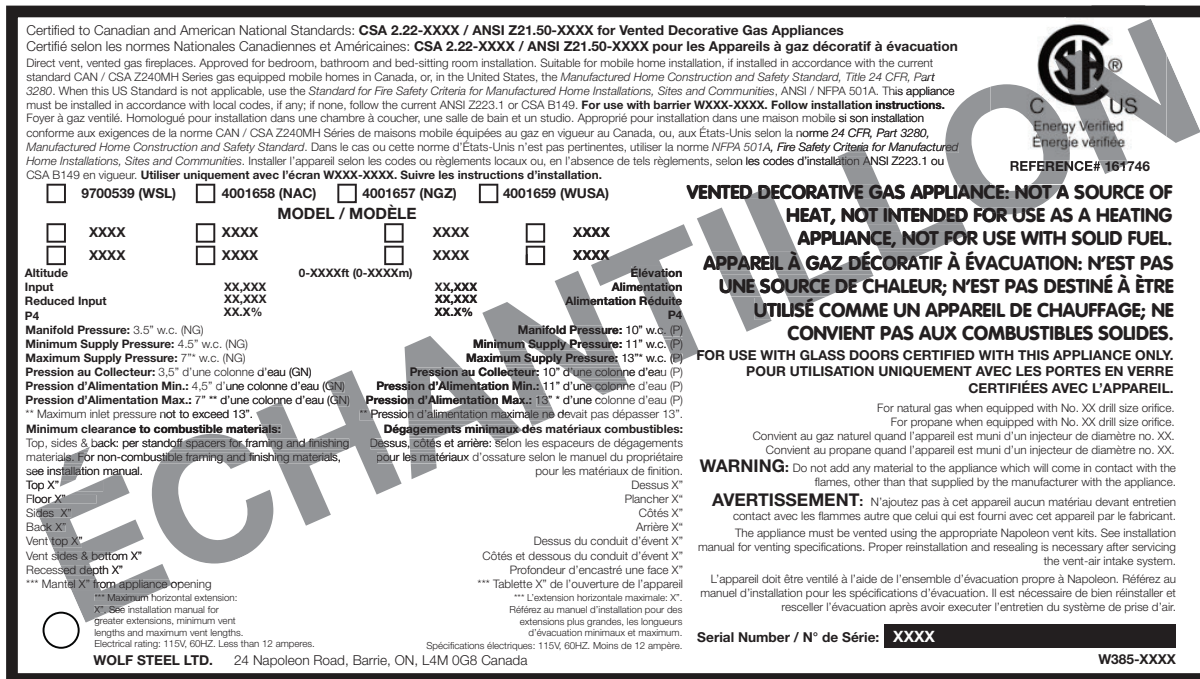 Certified to Canadian and American National Standards: CSA 2.22-XXXX / ANSI Z21.50-XXXX for Vented Decorative Gas Appliances
Certifié selon les normes Nationales Canadiennes et Américaines: CSA 2.22-XXXX / ANSI Z21.50-XXXX pour les Appareils à gaz décoratif à évacuation
Direct vent, vented gas fireplaces. Approved for bedroom, bathroom and bed-sitting room installation. Suitable for mobile home installation, if installed in accordance with the current
standard CAN / CSA Z240MH Series gas equipped mobile homes in Canada, or, in the United States, the Manufactured Home Construction and Safety Standard, Title 24 CFR, Part
3280. When this US Standard is not applicable, use the Standard for Fire Safety Criteria for Manufactured Home Installations, Sites and Communities, ANSI / NFPA 501A. This appliance
must be installed in accordance with local codes, if any; if none, follow the current ANSI Z223.1 or CSA B149. For use with barrier WXXX-XXXX. Follow installation instructions.
Foyer à gaz ventilé. Homologué pour installation dans une chambre à coucher, une salle de bain et un studio. Approprié pour installation dans une maison mobile si son installation
conforme aux exigences de la norme CAN / CSA Z240MH Séries de maisons mobile équipées au gaz en vigueur au Canada, ou, aux États-Unis selon la norme 24 CFR, Part 3280,
Manufactured Home Construction and Safety Standard. Dans le cas ou cette norme d'États-Unis n'est pas pertinentes, utiliser la norme NFPA 501A, Fire Safety Criteria for Manufactured
Home Installations, Sites and Communities. Installer l'appareil selon les codes ou règlements locaux ou, en l'absence de tels règlements, selon les codes d'installation ANSI Z223.1 ou
CSA B149 en vigueur. Utiliser uniquement avec l'écran WXXX-XXXX. Suivre les instructions d'installation.
CSA ®
C US
Energy Verified
Énergie vérifiée
REFERENCE# 161746
9700539 (WSL) 4001658 (NAC) 4001657 (NGZ) 4001659 (WUSA)
MODEL / MODÈLE
XXXX XXXX XXXX XXXX
XXXX XXXX XXXX XXXX
Altitude 0-XXXXft (0-XXXXm) Élévation
Input XX,XXX XX,XXX Alimentation
Reduced Input XX,XXX XX,XXX Alimentation Réduite
P4 XX.X% XX.X% P4
Manifold Pressure: 3.5" w.c. (NG) Manifold Pressure: 10" w.c. (P)
Minimum Supply Pressure: 4.5" w.c. (NG) Minimum Supply Pressure: 11" w.c. (P)
Maximum Supply Pressure: 7"* w.c. (NG) Maximum Supply Pressure: 13"* w.c. (P)
Pression au Collecteur: 3,5" d'une colonne d'eau (GN) Pression au Collecteur: 10" d'une colonne d'eau (P)
Pression d'Alimentation Min.: 4,5" d'une colonne d'eau (GN) Pression d'Alimentation Min.: 11" d'une colonne d'eau (P)
Pression d'Alimentation Max.: 7" ** d'une colonne d'eau (GN) Pression d'Alimentation Max.: 13" * d'une colonne d'eau (P)
** Maximum inlet pressure not to exceed 13". ** Pression d'alimentation maximale ne devait pas dépasser 13".
Minimum clearance to combustible materials: Dégagements minimaux des matériaux combustibles:
Top, sides & back: per standoff spacers for framing and finishing Dessus, côtés et arrière: selon les espaceurs de dégagements
materials. For non-combustible framing and finishing materials, pour les matériaux d'ossature selon le manuel du propriétaire
see installation manual. pour les matériaux de finition.
Top X" Dessus X"
Floor X" Plancher X"
Sides X" Côtés X"
Back X" Arrière X"
Vent top X" Dessus du conduit d'évent X"
Vent sides & bottom X" Côtés et dessous du conduit d'évent X"
Recessed depth X" Profondeur d'encastré une face X"
*** Mantel X" from appliance opening *** Tablette X" de l'ouverture de l'appareil
*** Maximum horizontal extension: *** L'extension horizontale maximale: X".
X". See installation manual for Référez au manuel d'installation pour des
greater extensions, minimum vent extensions plus grandes, les longueurs
lengths and maximum vent lengths. d'évacution minimaux et maximum.
Electrical rating: 115V, 60HZ. Less than 12 amperes. Spécifications électriques: 115V, 60HZ. Moins de 12 ampère.
WOLF STEEL LTD. 24 Napoleon Road, Barrie, ON, L4M 0G8 Canada
VENTED DECORATIVE GAS APPLIANCE: NOT A SOURCE OF
HEAT, NOT INTENDED FOR USE AS A HEATING
APPLIANCE, NOT FOR USE WITH SOLID FUEL.
APPAREIL À GAZ DÉCORATIF À ÉVACUATION: N'EST PAS
UNE SOURCE DE CHALEUR; N'EST PAS DESTINÉ À ÈTRE
UTILISÉ COMME UN APPAREIL DE CHAUFFAGE; NE
CONVIENT PAS AUX COMBUSTIBLES SOLIDES.
FOR USE WITH GLASS DOORS CERTIFIED WITH THIS APPLIANCE ONLY.
POUR UTILISATION UNIQUEMENT AVEC LES PORTES EN VERRE
CERTIFIÉES AVEC L'APPAREIL.
For natural gas when equipped with No. XX drill size orifice.
For propane when equipped with No. XX drill size orifice.
Convient au gaz naturel quand l'appareil est muni d'un injecteur de diamètre no. XX.
Convient au propane quand l'appareil est muni d'un injecteur de diamètre no. XX.
WARNING: Do not add any material to the appliance which will come in contact with the
flames, other than that supplied by the manufacturer with the appliance.
AVERTISSEMENT: N'ajoutez pas à cet appareil aucun matériau devant entretien
contact avec les flammes autre que celui qui est fourni avec cet appareil par le fabricant.
The appliance must be vented using the appropriate Napoleon vent kits. See installation
manual for venting specifications. Proper reinstallation and resealing is necessary after servicing
the vent-air intake system.
L'appareil doit être ventilé à l'aide de l'ensemble d'évacution propre à Napoleon. Référez au
manuel d'installation pour les spécifications d'évacution. Il est nécessaire de bien réinstaller et
resceller l'évacution après avoir executer l'entretien du système de prise d'air.
Serial Number / N° de Série: XXXX
W385-XXXX
ÉCHANTILLON